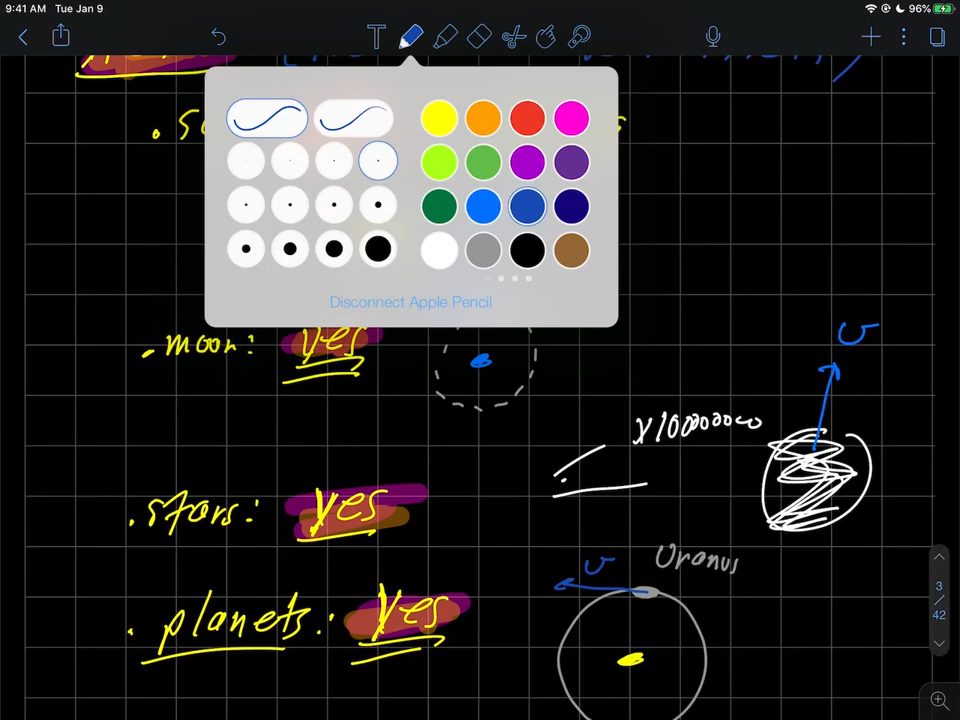 9:41 AM Tue Jan 9
96%
T
Disconnect Apple Pencil
. moon: yes
v
x100000000
. stars: yes
v Uranus
. planets: yes
3
/
42